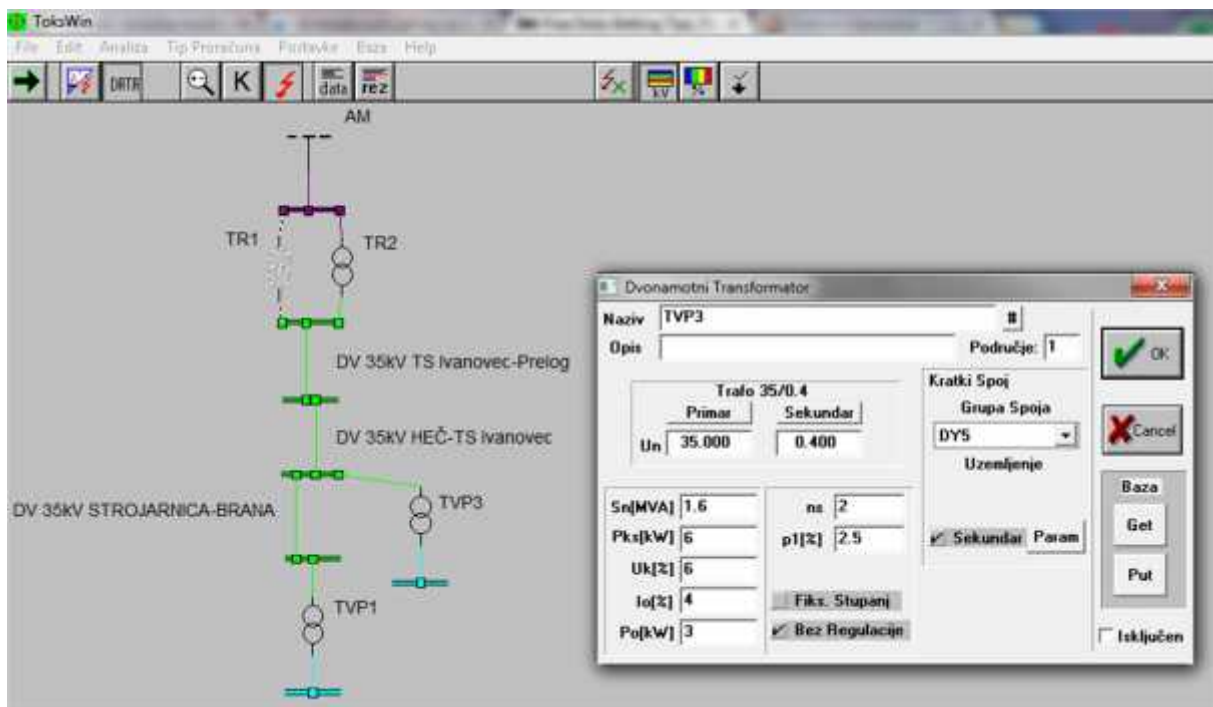 ToksWin
File Edit Analiza Tip Proračuna Postavke Baza Help
DRTR K data rez kV
AM
TR1 TR2
DV 35kV TS Ivanovec-Prelog
DV 35kV HEČ-TS Ivanovec
DV 35kV STROJARNICA-BRANA
TVP3
TVP1
Dvonamotni Transformator
Naziv TVP3 #
Opis Područje: 1
Trafo 35/0.4
Primar Sekundar
Un 35.000 0.400
Kratki Spoj
Grupa Spoja
DY5
Uzemljenje
Sekundar Param
Sn[MVA] 1.6
Pks[kW] 6
Uk[%] 6
Io[%] 4
Po[kW] 3
ns 2
p1[%] 2.5
Fiks. Stupanj
Bez Regulacije
OK
Cancel
Baza
Get
Put
Isključen